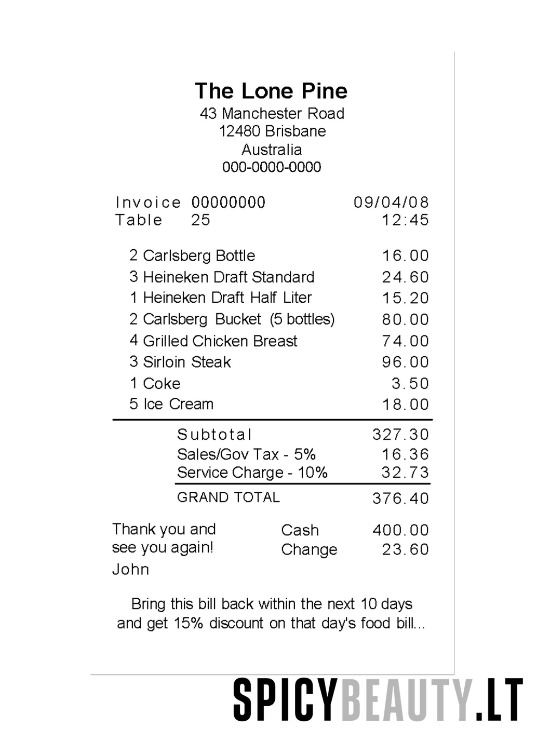 The Lone Pine
43 Manchester Road
12480 Brisbane
Australia
000-0000-0000
Invoice 00000000 09/04/08
Table 25 12:45
2 Carlsberg Bottle 16.00
3 Heineken Draft Standard 24.60
1 Heineken Draft Half Liter 15.20
2 Carlsberg Bucket (5 bottles) 80.00
4 Grilled Chicken Breast 74.00
3 Sirloin Steak 96.00
1 Coke 3.50
5 Ice Cream 18.00
Subtotal 327.30
Sales/Gov Tax - 5% 16.36
Service Charge - 10% 32.73
GRAND TOTAL 376.40
Thank you and Cash 400.00
see you again! Change 23.60
John
Bring this bill back within the next 10 days
and get 15% discount on that day's food bill...
SPICYBEAUTY.LT